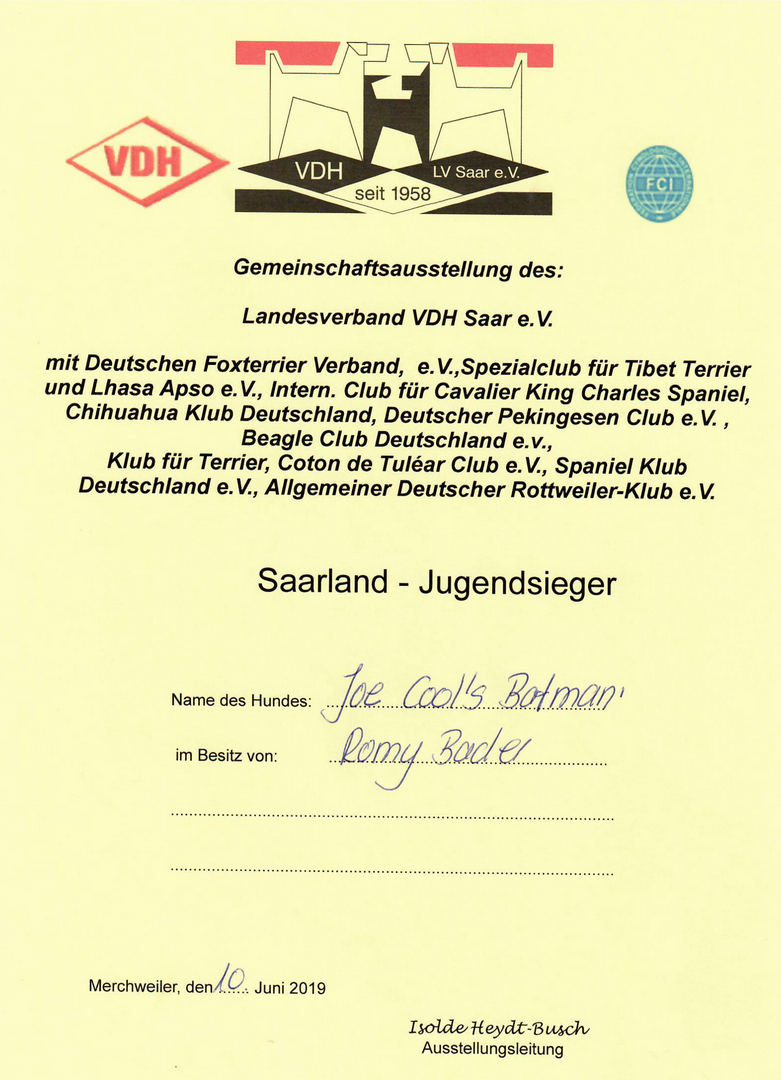 VDH
VDH
LV Saar e.V.
seit 1958
FCI
Gemeinschaftsausstellung des:
Landesverband VDH Saar e.V.
mit Deutschen Foxterrier Verband, e.V.,Spezialclub für Tibet Terrier
und Lhasa Apso e.V., Intern. Club für Cavalier King Charles Spaniel,
Chihuahua Klub Deutschland, Deutscher Pekingesen Club e.V. ,
Beagle Club Deutschland e.v.,
Klub für Terrier, Coton de Tuléar Club e.V., Spaniel Klub
Deutschland e.V., Allgemeiner Deutscher Rottweiler-Klub e.V.
Saarland - Jugendsieger
Name des Hundes: Joe Cool's Batman
im Besitz von: Romy Bader
Merchweiler, den 10. Juni 2019
Isolde Heydt-Busch
Ausstellungsleitung